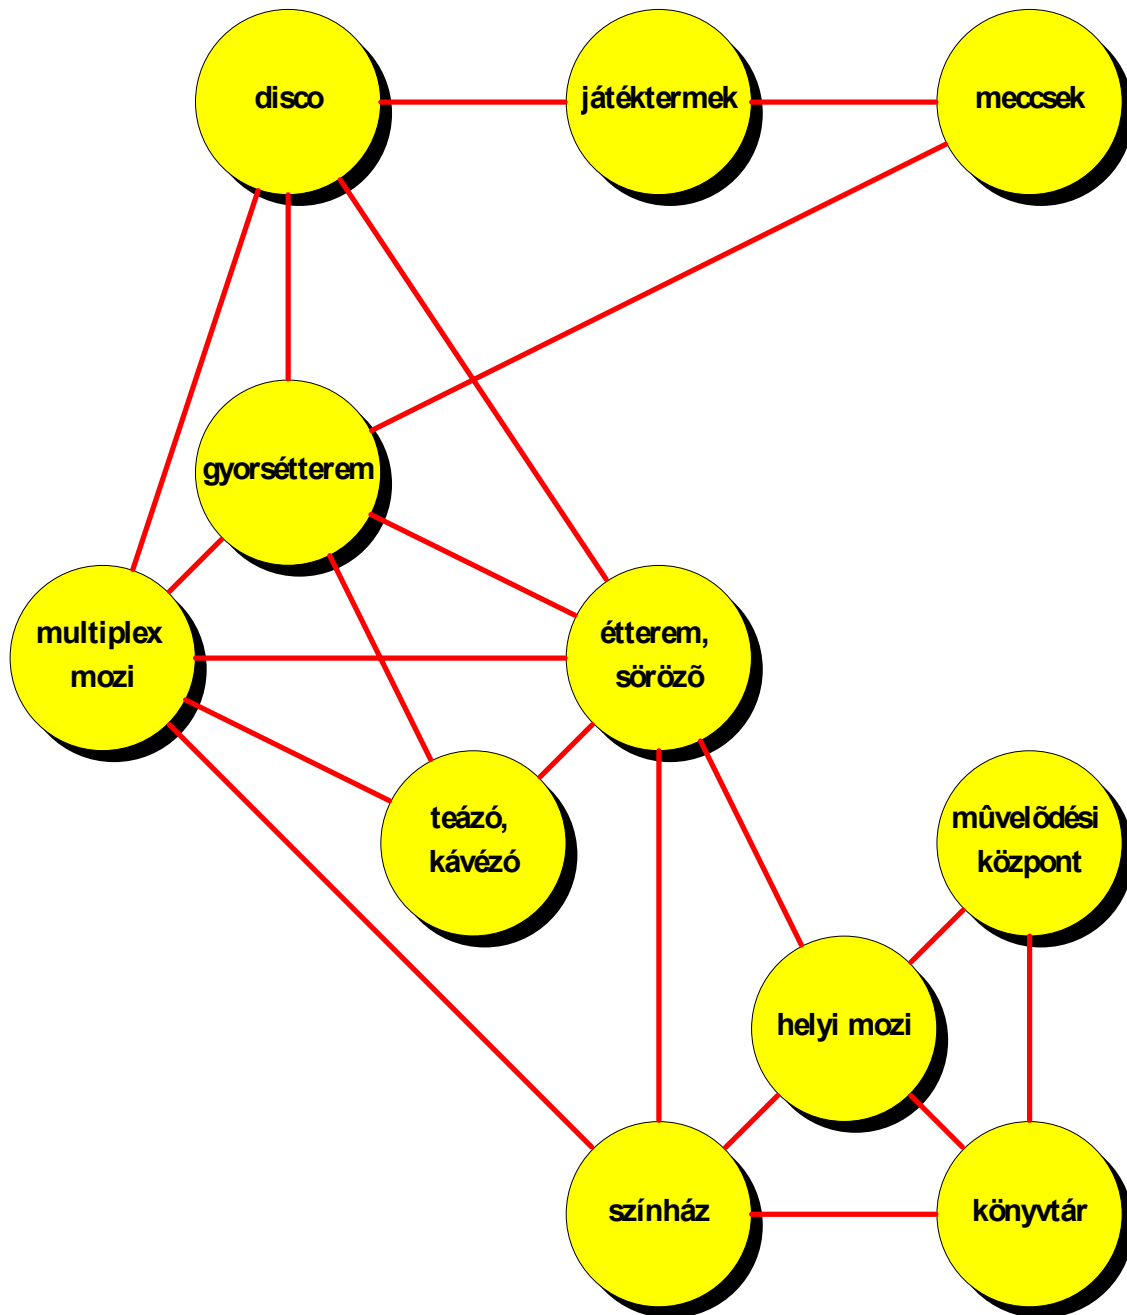 disco
játéktermek
meccsek
gyorsétterem
multiplex
mozi
étterem,
sörözõ
teázó,
kávézó
mûvelõdési
központ
helyi mozi
színház
könyvtár